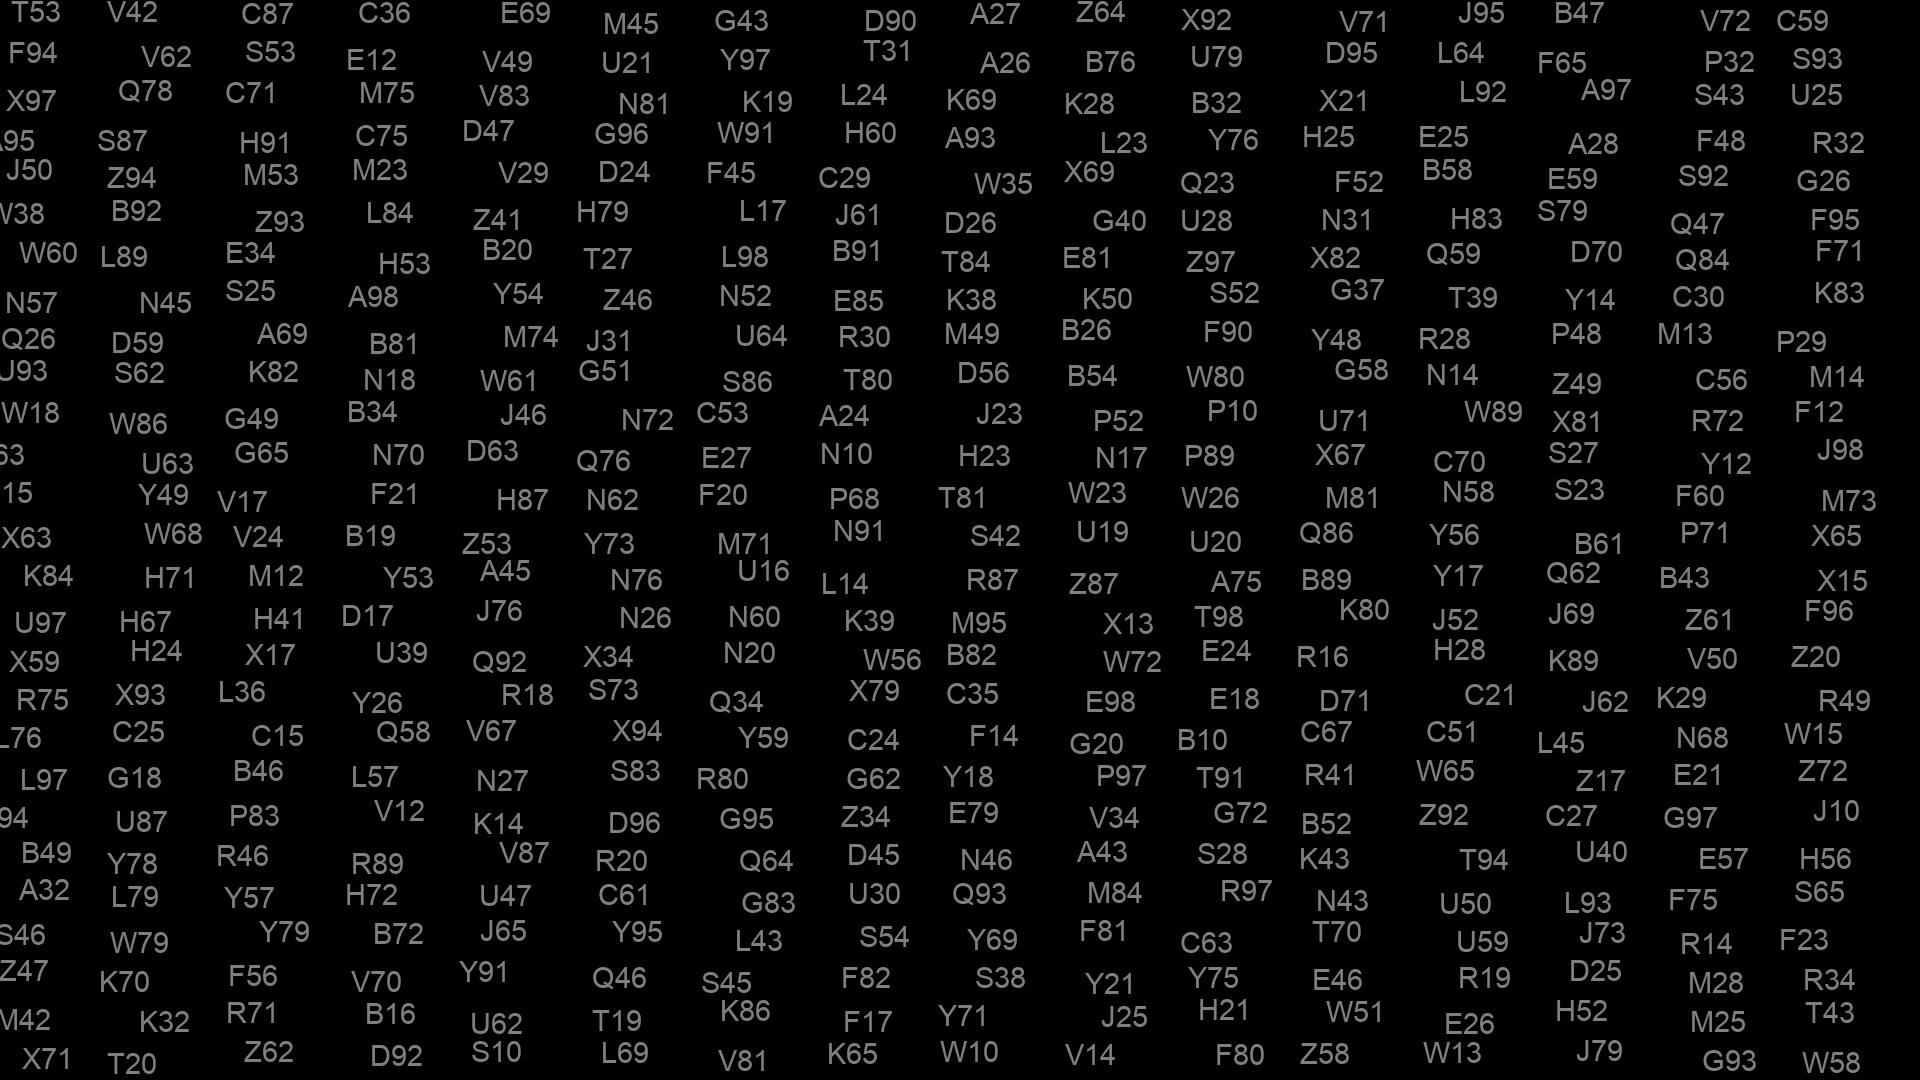 T53 V42 C87 C36 E69 M45 G43 D90 A27 Z64 X92 V71 J95 B47 V72 C59
F94 V62 S53 E12 V49 U21 Y97 T31 A26 B76 U79 D95 L64 F65 P32 S93
X97 Q78 C71 M75 V83 N81 K19 L24 K69 K28 B32 X21 L92 A97 S43 U25
95 S87 H91 C75 D47 G96 W91 H60 A93 L23 Y76 H25 E25 A28 F48 R32
J50 Z94 M53 M23 V29 D24 F45 C29 W35 X69 Q23 F52 B58 E59 S92 G26
W38 B92 Z93 L84 Z41 H79 L17 J61 D26 G40 U28 N31 H83 S79 Q47 F95
W60 L89 E34 H53 B20 T27 L98 B91 T84 E81 Z97 X82 Q59 D70 Q84 F71
N57 N45 S25 A98 Y54 Z46 N52 E85 K38 K50 S52 G37 T39 Y14 C30 K83
Q26 D59 A69 B81 M74 J31 U64 R30 M49 B26 F90 Y48 R28 P48 M13 P29
U93 S62 K82 N18 W61 G51 S86 T80 D56 B54 W80 G58 N14 Z49 C56 M14
W18 W86 G49 B34 J46 N72 C53 A24 J23 P52 P10 U71 W89 X81 R72 F12
63 U63 G65 N70 D63 Q76 E27 N10 H23 N17 P89 X67 C70 S27 Y12 J98
15 Y49 V17 F21 H87 N62 F20 P68 T81 W23 W26 M81 N58 S23 F60 M73
X63 W68 V24 B19 Z53 Y73 M71 N91 S42 U19 U20 Q86 Y56 B61 P71 X65
K84 H71 M12 Y53 A45 N76 U16 L14 R87 Z87 A75 B89 Y17 Q62 B43 X15
U97 H67 H41 D17 J76 N26 N60 K39 M95 X13 T98 K80 J52 J69 Z61 F96
X59 H24 X17 U39 Q92 X34 N20 W56 B82 W72 E24 R16 H28 K89 V50 Z20
R75 X93 L36 Y26 R18 S73 Q34 X79 C35 E98 E18 D71 C21 J62 K29 R49
L76 C25 C15 Q58 V67 X94 Y59 C24 F14 G20 B10 C67 C51 L45 N68 W15
L97 G18 B46 L57 N27 S83 R80 G62 Y18 P97 T91 R41 W65 Z17 E21 Z72
94 U87 P83 V12 K14 D96 G95 Z34 E79 V34 G72 B52 Z92 C27 G97 J10
B49 Y78 R46 R89 V87 R20 Q64 D45 N46 A43 S28 K43 T94 U40 E57 H56
A32 L79 Y57 H72 U47 C61 G83 U30 Q93 M84 R97 N43 U50 L93 F75 S65
S46 W79 Y79 B72 J65 Y95 L43 S54 Y69 F81 C63 T70 U59 J73 R14 F23
Z47 K70 F56 V70 Y91 Q46 S45 F82 S38 Y21 Y75 E46 R19 D25 M28 R34
M42 K32 R71 B16 U62 T19 K86 F17 Y71 J25 H21 W51 E26 H52 M25 T43
X71 T20 Z62 D92 S10 L69 V81 K65 W10 V14 F80 Z58 W13 J79 G93 W58